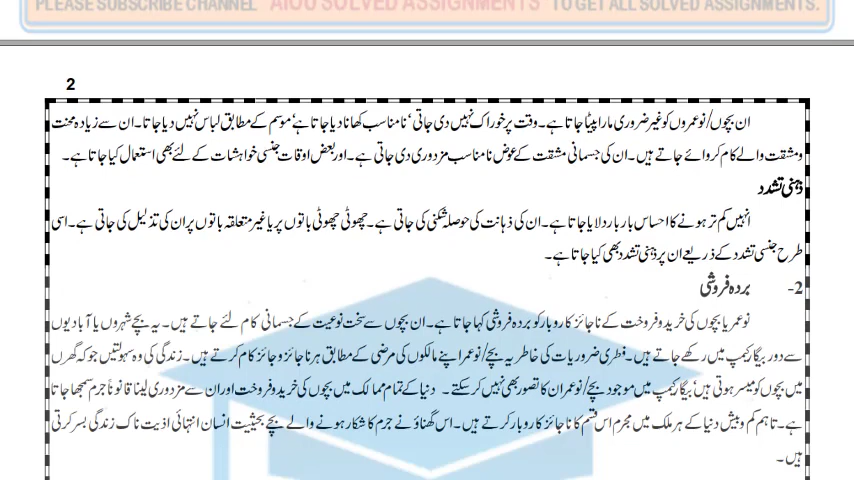 PLEASE SUBSCRIBE CHANNEL AIOU SOLVED ASSIGNMENTS TO GET ALL SOLVED ASSIGNMENTS.
2
ان بچوں/نوعمروں کو غیر ضروری مارا پیٹا جاتا ہے۔ وقت پر خوراک نہیں دی جاتی‘ نامناسب کھانا دیا جاتا ہے‘ موسم کے مطابق لباس نہیں دیا جاتا۔ ان سے زیادہ محنت
ومشقت والے کام کروائے جاتے ہیں۔ ان کی جسمانی مشقت کے عوض نامناسب مزدوری دی جاتی ہے۔ اور بعض اوقات جنسی خواہشات کے لئے بھی استعمال کیا جاتا ہے۔
ذہنی تشدد
انہیں کم تر ہونے کا احساس بار بار دلایا جاتا ہے۔ ان کی ذہانت کی حوصلہ شکنی کی جاتی ہے۔ چھوٹی چھوٹی باتوں پر یا غیر متعلقہ باتوں پر ان کی تذلیل کی جاتی ہے۔ اسی
طرح جنسی تشدد کے ذریعے ان پر ذہنی تشدد بھی کیا جاتا ہے۔
2- بردہ فروشی
نوعمر یا بچوں کی خرید و فروخت کے ناجائز کاروبار کو بردہ فروشی کہا جاتا ہے۔ ان بچوں سے سخت نوعیت کے جسمانی کام لئے جاتے ہیں۔ یہ بچے شہروں یا آبادیوں
سے دور بیگار کیمپ میں رکھے جاتے ہیں۔ فطری ضروریات کی خاطر یہ بچے/نوعمر اپنے مالکوں کی مرضی کے مطابق ہر ناجائز و جائز کام کرتے ہیں۔ زندگی کی وہ سہولتیں جو کہ گھر میں
میں بچوں کو میسر ہوتی ہیں‘ بیگار کیمپ میں موجود بچے/نوعمر ان کا تصور بھی نہیں کر سکتے۔ دنیا کے تمام ممالک میں بچوں کی خرید و فروخت اور ان سے مزدوری لینا قانوناً جرم سمجھا جاتا
ہے۔ تاہم کم و بیش دنیا کے ہر ملک میں مجرم اس قسم کا ناجائز کاروبار کرتے ہیں۔ اس گھناؤنے جرم کا شکار ہونے والے بچے بحیثیت انسان انتہائی اذیت ناک زندگی بسر کرتی
ہیں۔